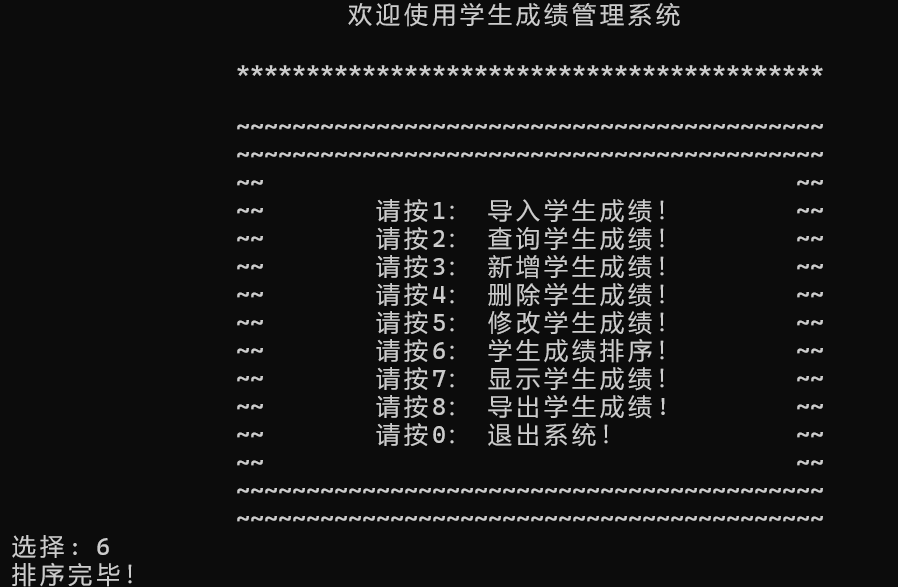 欢迎使用学生成绩管理系统
******************************************
~~~~~~~~~~~~~~~~~~~~~~~~~~~~~~~~~~~~~~~~~~
~~~~~~~~~~~~~~~~~~~~~~~~~~~~~~~~~~~~~~~~~~
~~ ~~
~~ 请按1： 导入学生成绩！ ~~
~~ 请按2： 查询学生成绩！ ~~
~~ 请按3： 新增学生成绩！ ~~
~~ 请按4： 删除学生成绩！ ~~
~~ 请按5： 修改学生成绩！ ~~
~~ 请按6： 学生成绩排序！ ~~
~~ 请按7： 显示学生成绩！ ~~
~~ 请按8： 导出学生成绩！ ~~
~~ 请按0： 退出系统！ ~~
~~ ~~
~~~~~~~~~~~~~~~~~~~~~~~~~~~~~~~~~~~~~~~~~~
~~~~~~~~~~~~~~~~~~~~~~~~~~~~~~~~~~~~~~~~~~
选择: 6
排序完毕！